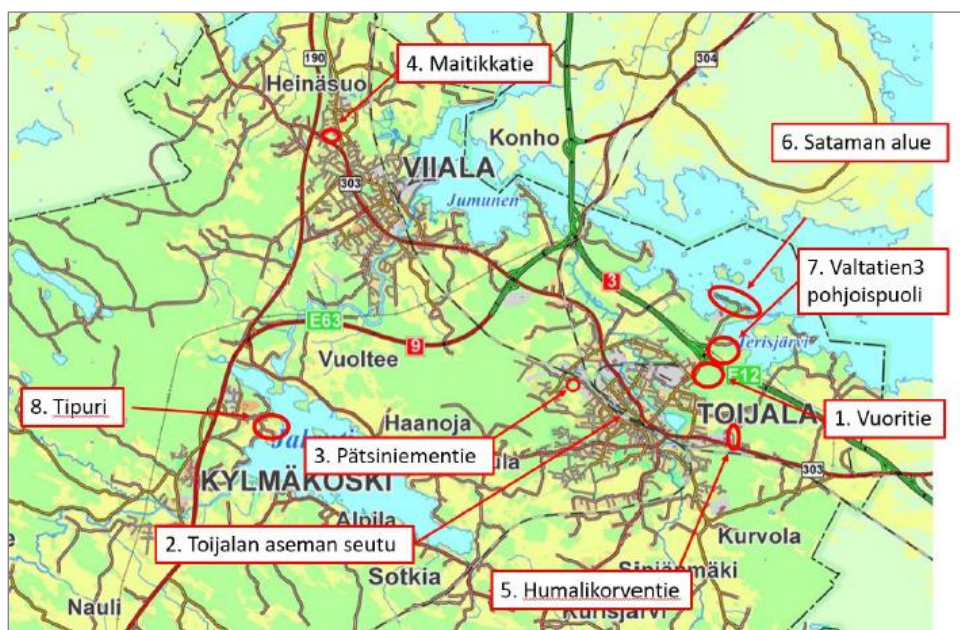 190
4. Maitikkatie
304
Heinäsuo
Konho
6. Sataman alue
VIIALA
303
Jumunen
7. Valtatien3
pohjoispuoli
3
E63
Terisjärvi
9
Vuoltee
E12
8. Tipuri
Haanoja
TOIJALA
1. Vuoritie
3. Pätsiniementie
KYLMÄKOSKI
303
2. Toijalan aseman seutu
Kurvola
Sotkia
5. Humalikorventie
Nauli
Kurisjärvi